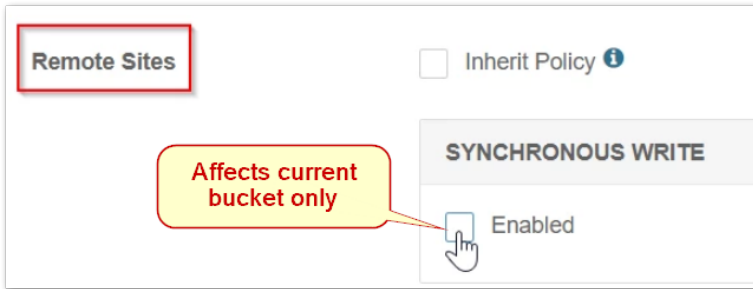 Remote Sites
Inherit Policy
SYNCHRONOUS WRITE
Affects current
bucket only
Enabled